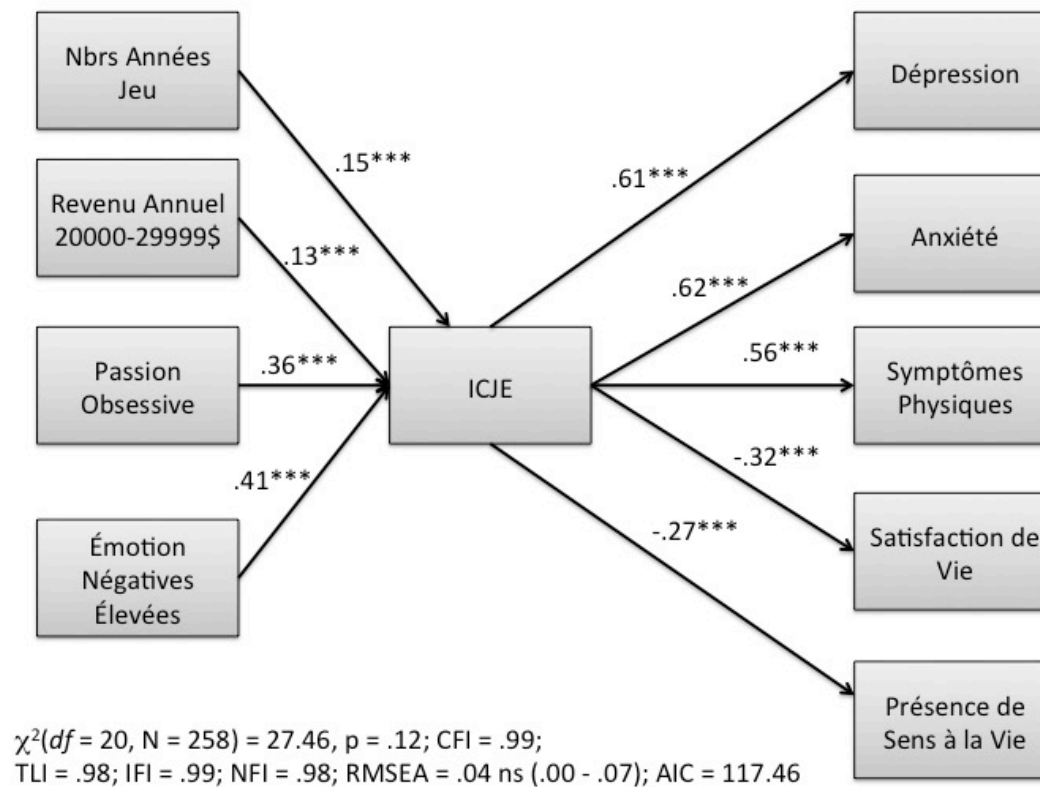 Nbrs Années
Jeu
Revenu Annuel
20000-29999$
Passion
Obsessive
Émotion
Négatives
Élevées
.15***
.13***
.36***
.41***
ICJE
.61***
.62***
.56***
-.32***
-.27***
Dépression
Anxiété
Symptômes
Physiques
Satisfaction de
Vie
Présence de
Sens à la Vie
χ²(df = 20, N = 258) = 27.46, p = .12; CFI = .99;
TLI = .98; IFI = .99; NFI = .98; RMSEA = .04 ns (.00 - .07); AIC = 117.46